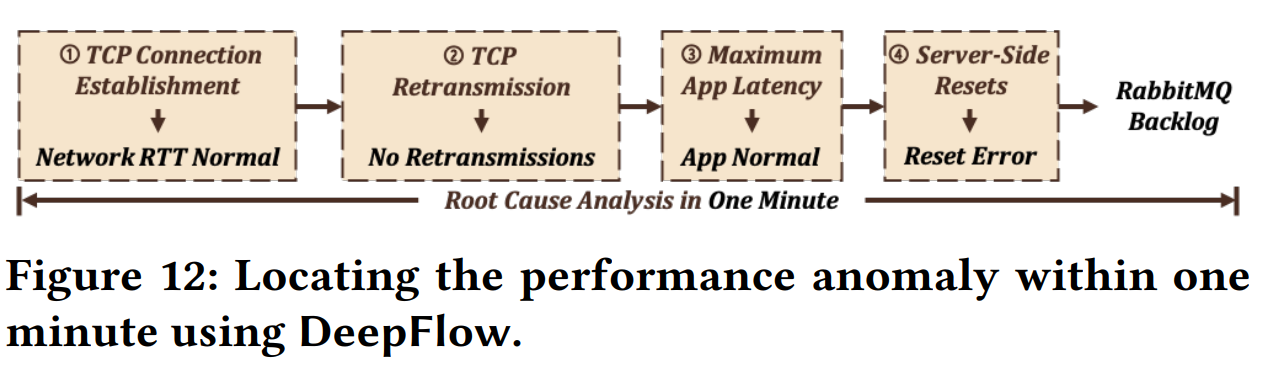 ① TCP Connection
Establishment
Network RTT Normal
② TCP
Retransmission
No Retransmissions
③ Maximum
App Latency
App Normal
④ Server-Side
Resets
Reset Error
RabbitMQ
Backlog
Root Cause Analysis in One Minute
Figure 12: Locating the performance anomaly within one
minute using DeepFlow.